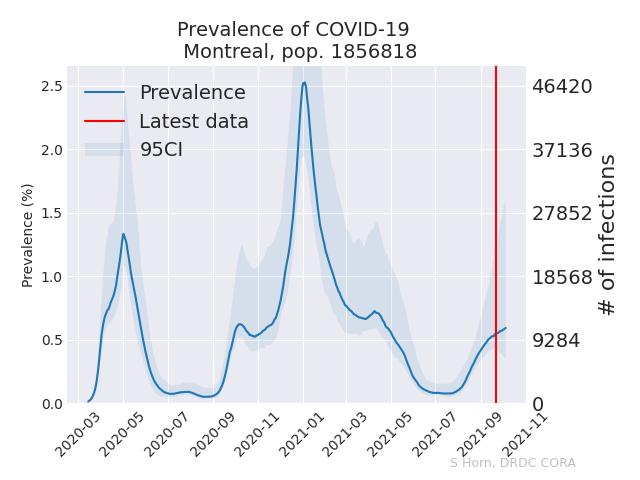 Prevalence of COVID-19
Montreal, pop. 1856818
Prevalence
Latest data
95CI
Prevalence (%)
2.5
2.0
1.5
1.0
0.5
0.0
46420
37136
27852
18568
9284
0
# of infections
2020-03
2020-05
2020-07
2020-09
2020-11
2021-01
2021-03
2021-05
2021-07
2021-09
2021-11
S Horn, DRDC CORA